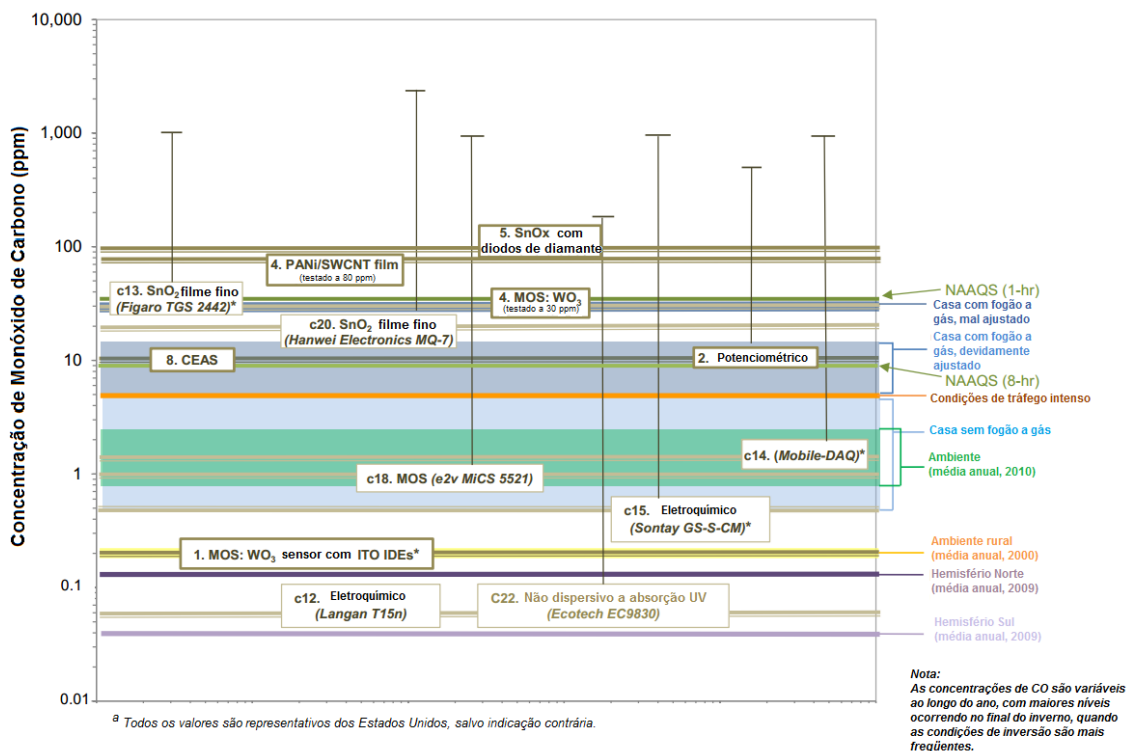 Concentração de Monóxido de Carbono (ppm)
10,000
1,000
100
10
1
0.1
0.01
5. SnOx com
diodos de diamante
4. PANi/SWCNT film
(testado a 80 ppm)
c13. SnO2 filme fino
(Figaro TGS 2442)*
4. MOS: WO3
(testado a 30 ppm)
c20. SnO2 filme fino
(Hanwei Electronics MQ-7)
8. CEAS
2. Potenciométrico
c14. (Mobile-DAQ)*
c18. MOS (e2v MiCS 5521)
c15. Eletroquímico
(Sontay GS-S-CM)*
1. MOS: WO3 sensor com ITO IDEs*
c12. Eletroquímico
(Langan T15n)
C22. Não dispersivo a absorção UV
(Ecotech EC9830)
NAAQS (1-hr)
Casa com fogão a
gás, mal ajustado
Casa com fogão a
gás, devidamente
ajustado
NAAQS (8-hr)
Condições de tráfego intenso
Casa sem fogão a gás
Ambiente
(média anual, 2010)
Ambiente rural
(média anual, 2000)
Hemisfério Norte
(média anual, 2009)
Hemisfério Sul
(média anual, 2009)
Nota:
As concentrações de CO são variáveis
ao longo do ano, com maiores níveis
ocorrendo no final do inverno, quando
as condições de inversão são mais
freqüentes.
a Todos os valores são representativos dos Estados Unidos, salvo indicação contrária.